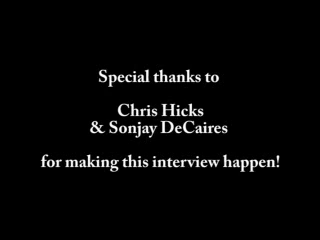 Special thanks to
Chris Hicks
& Sonjay DeCaires
for making this interview happen!